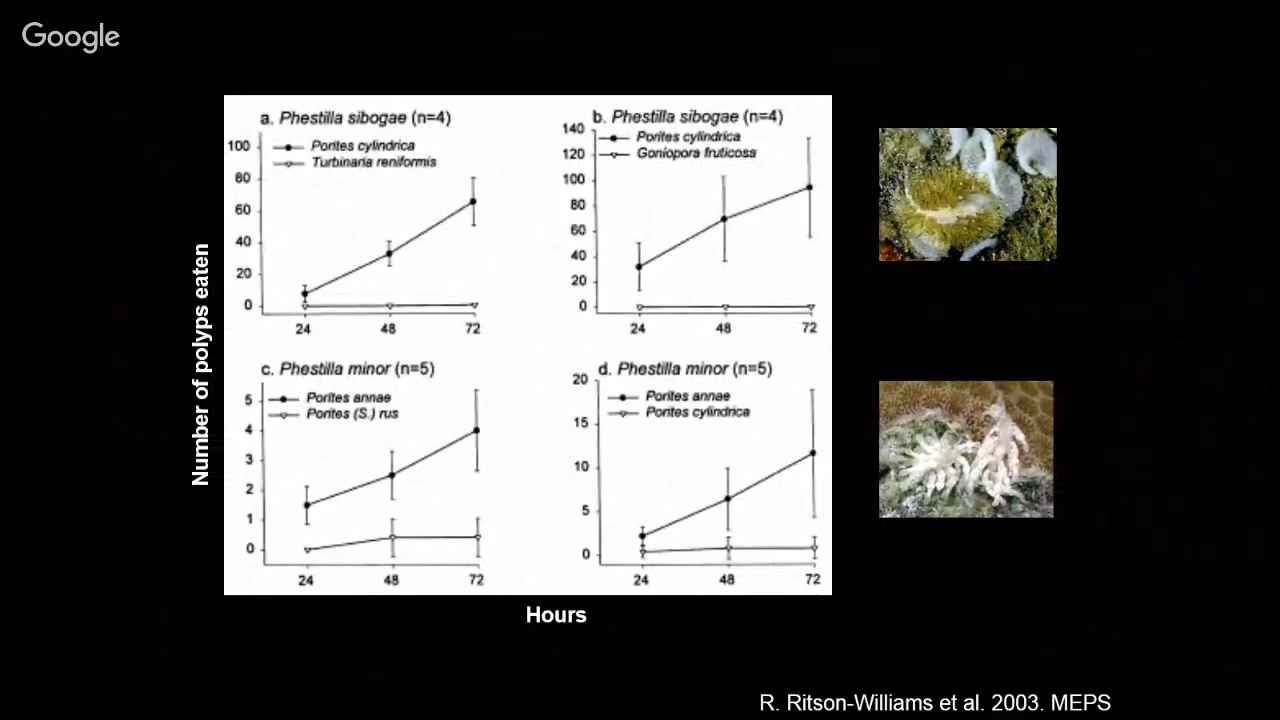 Google
a. Phestilla sibogae (n=4)
Porites cylindrica
Turbinaria reniformis
100
80
60
40
20
0
24
48
72
b. Phestilla sibogae (n=4)
Porites cylindrica
Goniopora fruticosa
140
120
100
80
60
40
20
0
24
48
72
Number of polyps eaten
c. Phestilla minor (n=5)
Porites annae
Porites (S.) rus
5
4
3
2
1
0
24
48
72
d. Phestilla minor (n=5)
Porites annae
Porites cylindrica
20
15
10
5
0
24
48
72
Hours
R. Ritson-Williams et al. 2003. MEPS